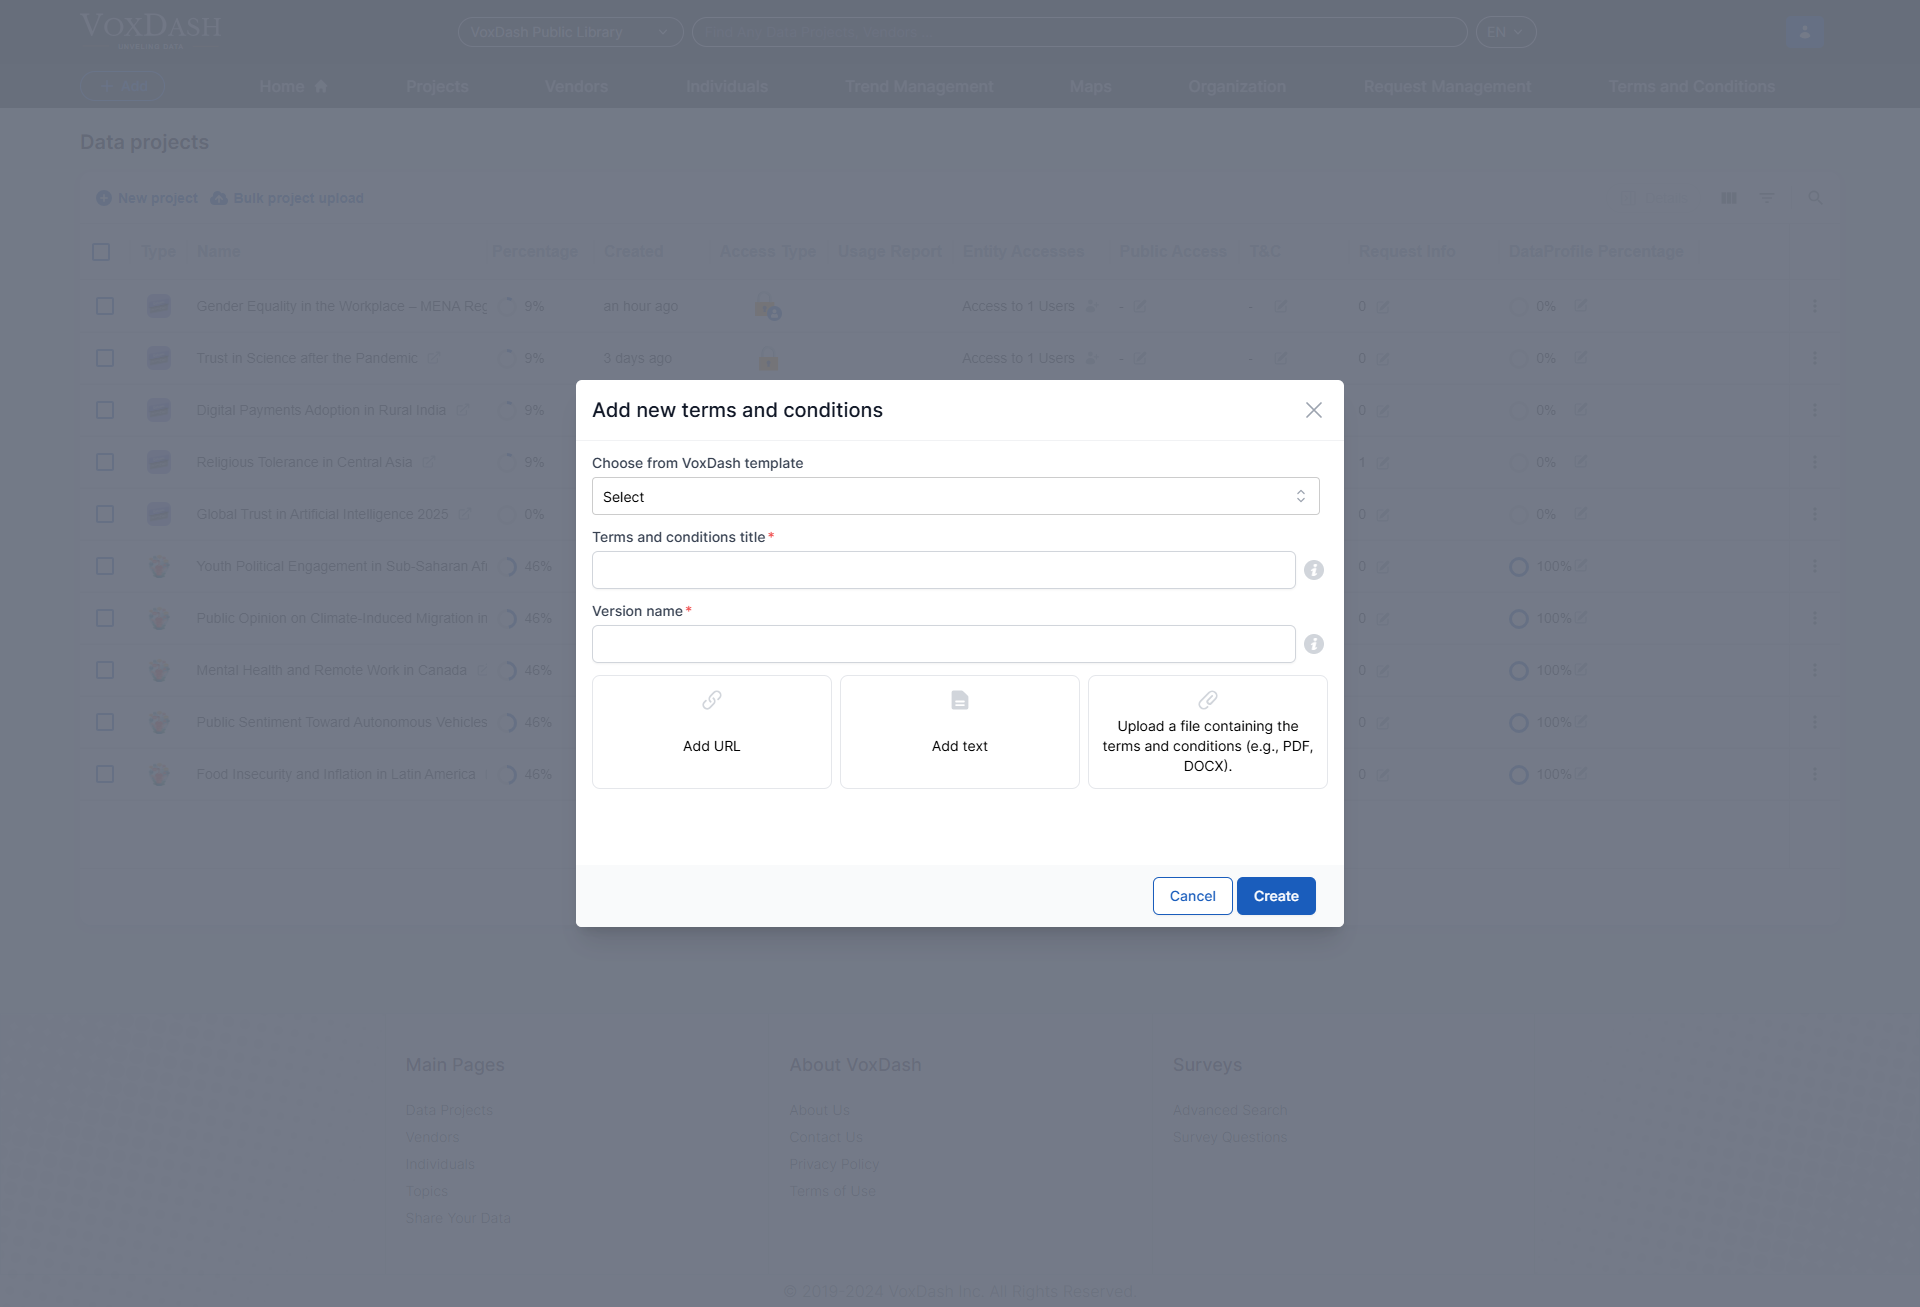 VOXDASH
VoxDash Public Library
EN
+ Add
Home
Projects
Vendors
Individuals
Trend Management
Maps
Organization
Request Management
Terms and Conditions
Data projects
New project
Bulk project upload
Type Name Percentage Created Access Type Usage Report Entity Accesses Public Access T&C Request Info DataProfile Percentage
Gender Equality in the Workplace – MENA Reg 9% an hour ago Access to 1 Users - - 0 0%
Trust in Science after the Pandemic 9% 3 days ago Access to 1 Users - - 0 0%
Digital Payments Adoption in Rural India 9% 0 0%
Religious Tolerance in Central Asia 9% 1 0%
Global Trust in Artificial Intelligence 2025 0% 0 0%
Youth Political Engagement in Sub-Saharan Afr 46% 0 100%
Public Opinion on Climate-Induced Migration in 46% 0 100%
Mental Health and Remote Work in Canada 46% 0 100%
Public Sentiment Toward Autonomous Vehicles 46% 0 100%
Food Insecurity and Inflation in Latin America 46% 0 100%
Add new terms and conditions
Choose from VoxDash template
Select
Terms and conditions title*
Version name*
Add URL
Add text
Upload a file containing the
terms and conditions (e.g., PDF,
DOCX).
Cancel
Create
Main Pages
Data Projects
Vendors
Individuals
Topics
Share Your Data
About VoxDash
About Us
Contact Us
Privacy Policy
Terms of Use
Surveys
Advanced Search
Survey Questions
© 2019-2024 VoxDash Inc. All Rights Reserved.